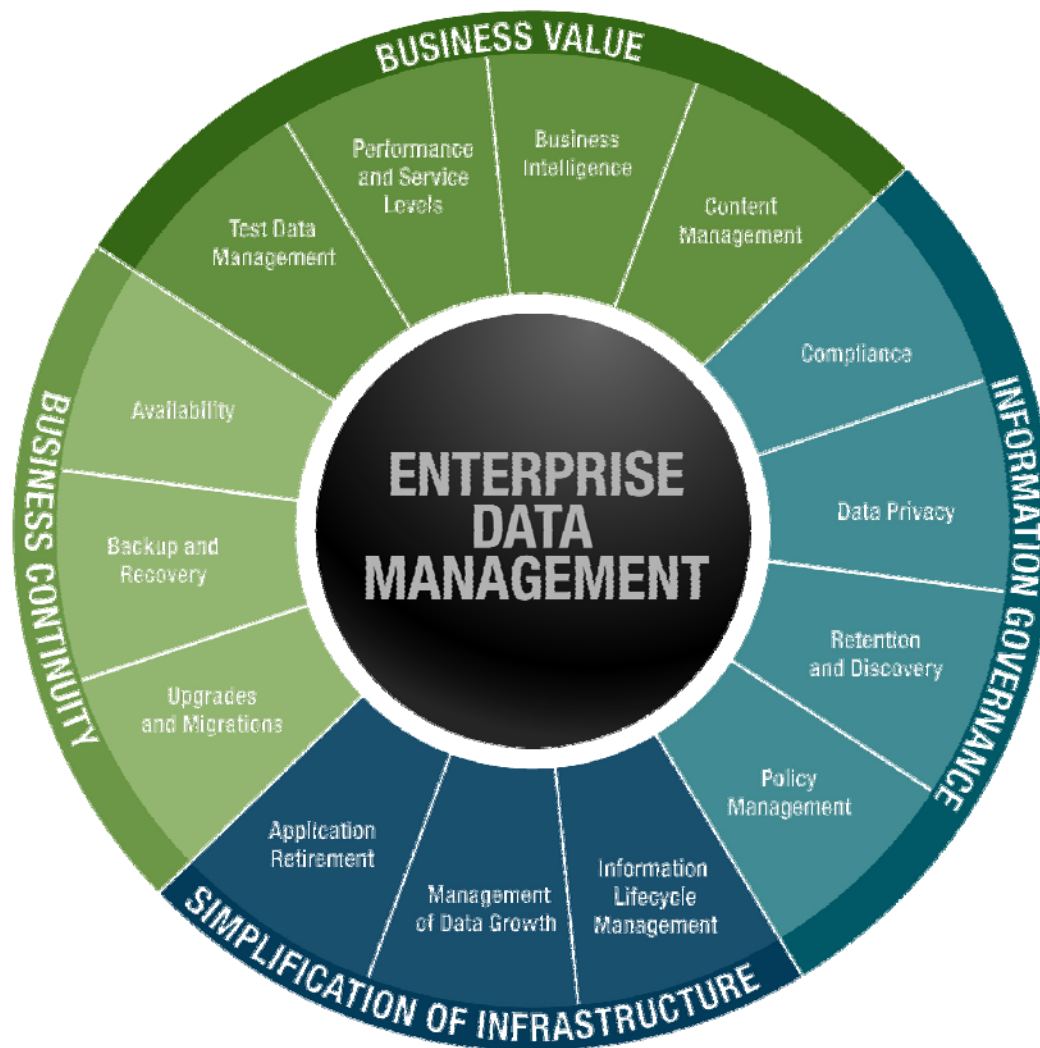 BUSINESS VALUE
Test Data
Management
Performance
and Service
Levels
Business
Intelligence
Content
Management
INFORMATION GOVERNANCE
Compliance
Data Privacy
Retention
and Discovery
Policy
Management
SIMPLIFICATION OF INFRASTRUCTURE
Information
Lifecycle
Management
Management
of Data Growth
Application
Retirement
BUSINESS CONTINUITY
Upgrades
and Migrations
Backup and
Recovery
Availability
ENTERPRISE
DATA
MANAGEMENT